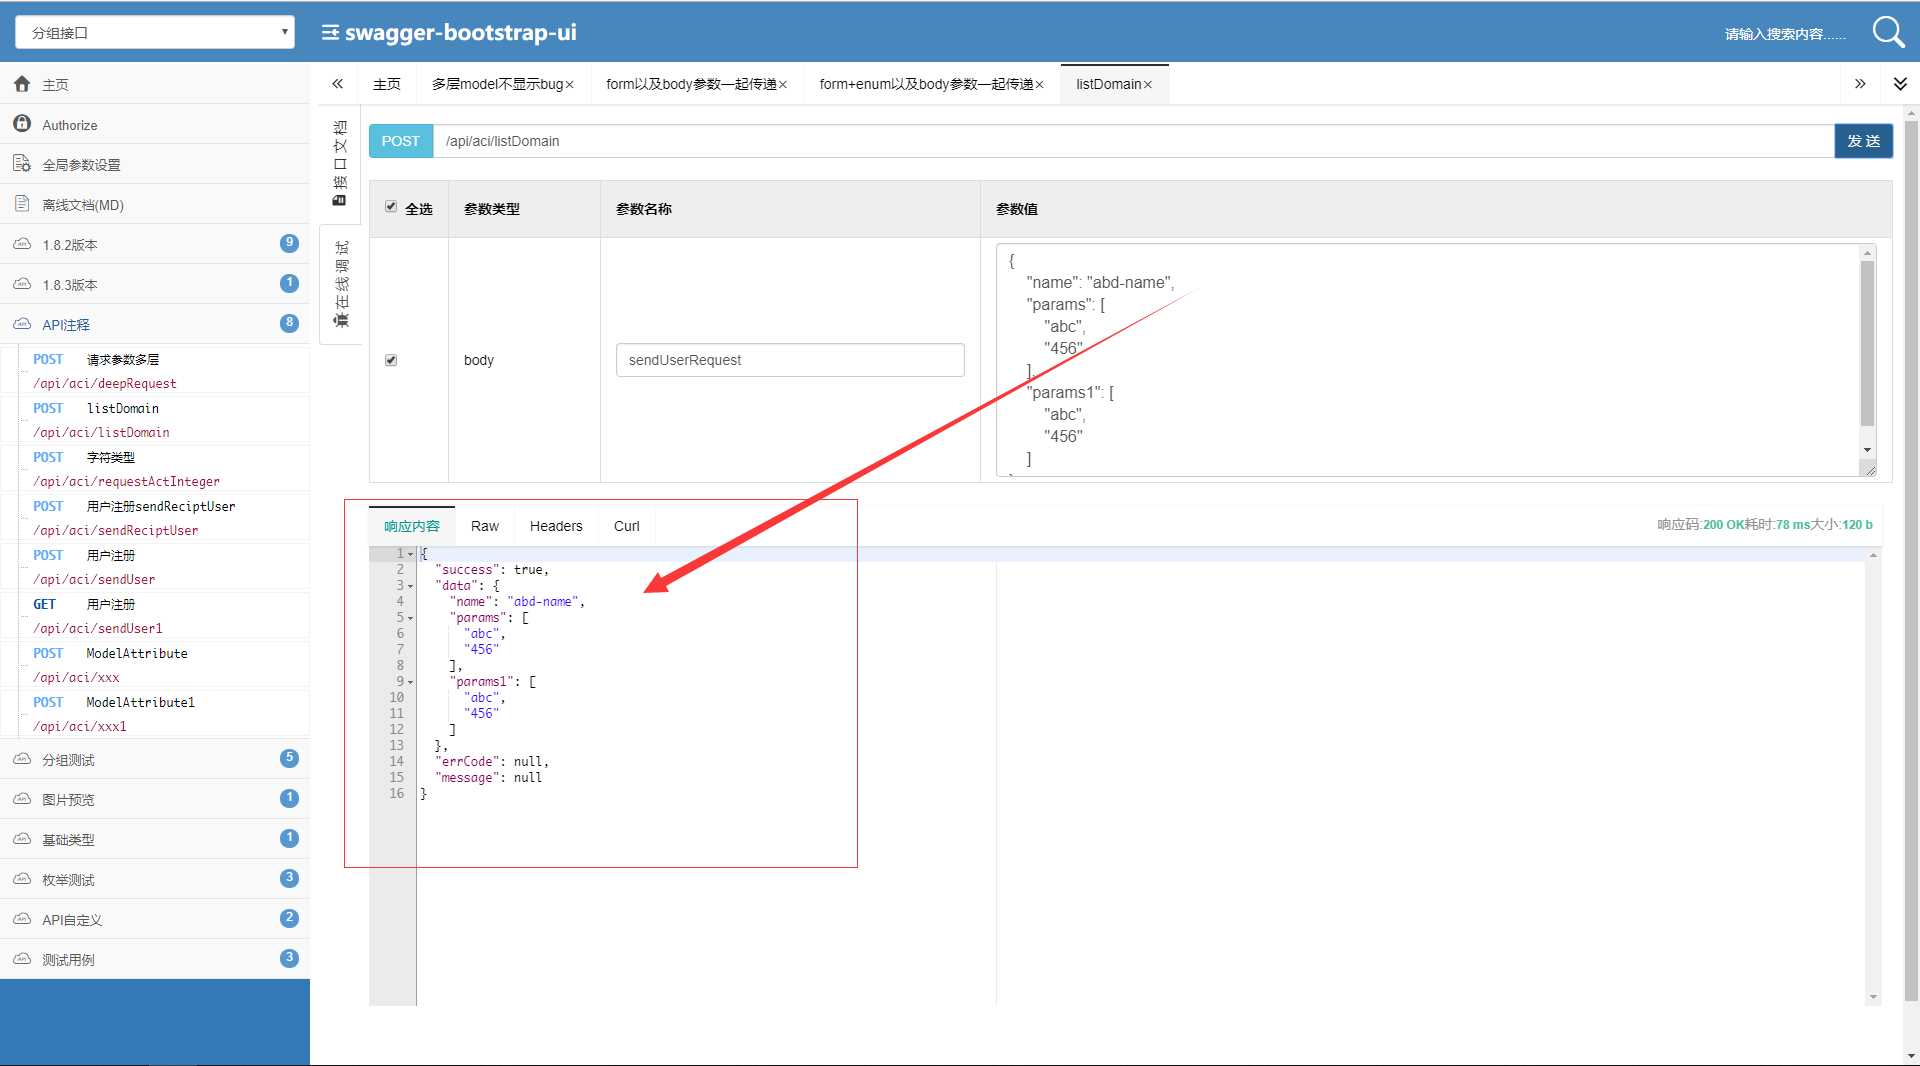 分组接口
swagger-bootstrap-ui
请输入搜索内容......
主页
Authorize
全局参数设置
离线文档(MD)
1.8.2版本 9
1.8.3版本 1
API注释 8
POST 请求参数多层
/api/aci/deepRequest
POST listDomain
/api/aci/listDomain
POST 字符类型
/api/aci/requestActInteger
POST 用户注册sendReciptUser
/api/aci/sendReciptUser
POST 用户注册
/api/aci/sendUser
GET 用户注册
/api/aci/sendUser1
POST ModelAttribute
/api/aci/xxx
POST ModelAttribute1
/api/aci/xxx1
分组测试 5
图片预览 1
基础类型 1
枚举测试 3
API自定义 2
测试用例 3
主页 多层model不显示bug× form以及body参数一起传递× form+enum以及body参数一起传递× listDomain×
接口文档
在线调试
POST /api/aci/listDomain 发 送
全选 参数类型 参数名称 参数值
body sendUserRequest
{
"name": "abd-name",
"params": [
"abc",
"456"
],
"params1": [
"abc",
"456"
]
响应内容 Raw Headers Curl
响应码:200 OK耗时:78 ms大小:120 b
1 {
2 "success": true,
3 "data": {
4 "name": "abd-name",
5 "params": [
6 "abc",
7 "456"
8 ],
9 "params1": [
10 "abc",
11 "456"
12 ]
13 },
14 "errCode": null,
15 "message": null
16 }